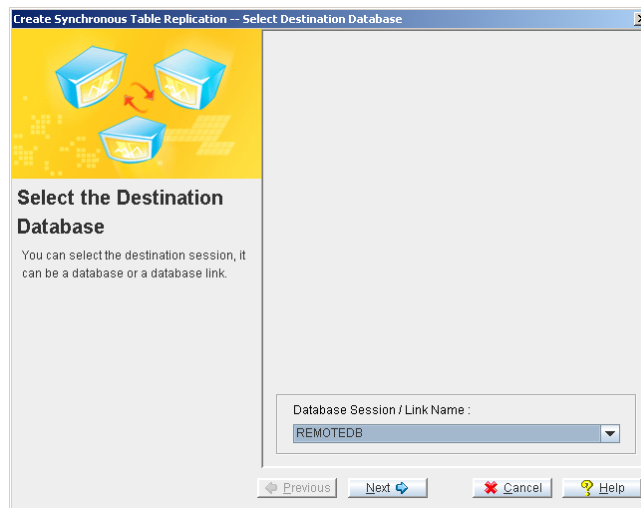 Create Synchronous Table Replication -- Select Destination Database
Select the Destination
Database
You can select the destination session, it
can be a database or a database link.
Database Session / Link Name :
REMOTEDB
Previous Next Cancel Help